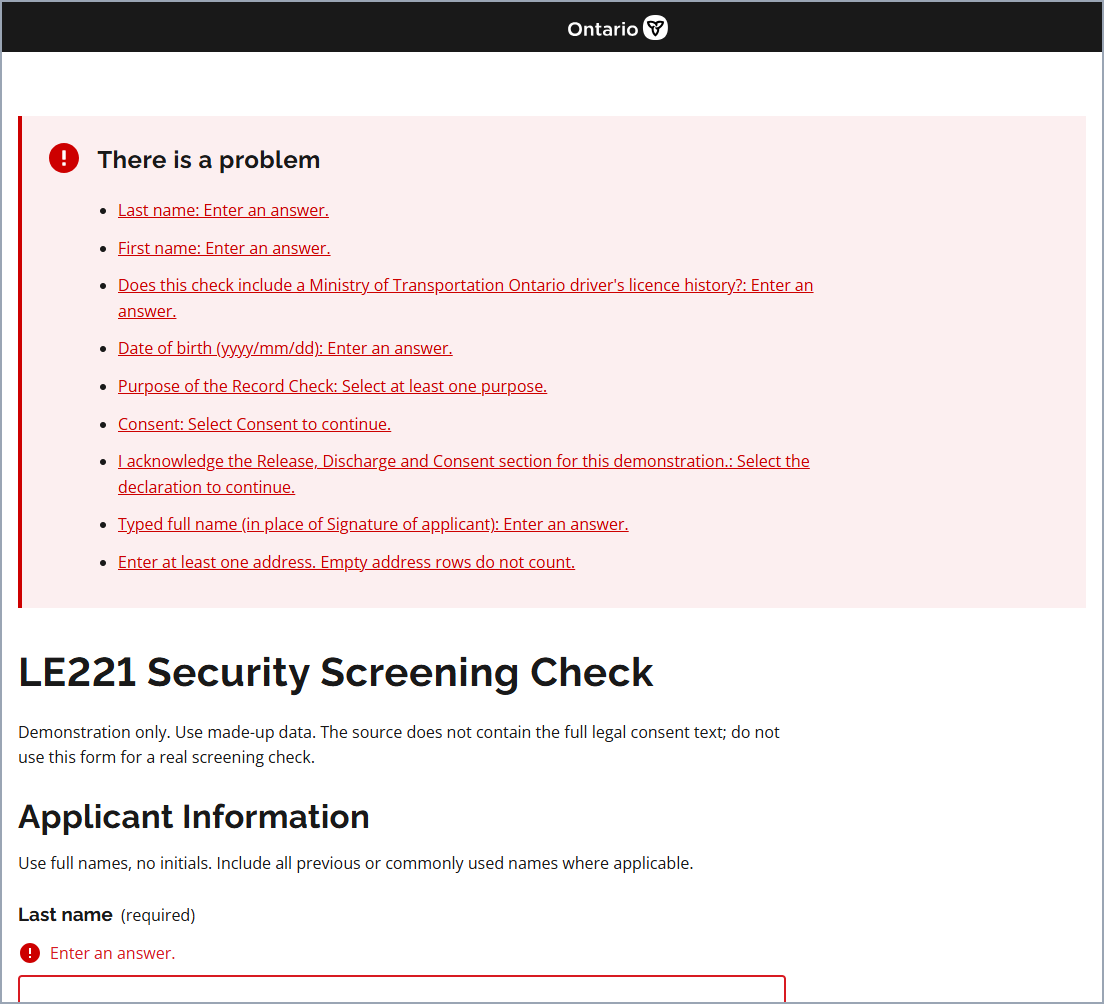 Ontario
There is a problem
Last name: Enter an answer.
First name: Enter an answer.
Does this check include a Ministry of Transportation Ontario driver's licence history?: Enter an
answer.
Date of birth (yyyy/mm/dd): Enter an answer.
Purpose of the Record Check: Select at least one purpose.
Consent: Select Consent to continue.
I acknowledge the Release, Discharge and Consent section for this demonstration.: Select the
declaration to continue.
Typed full name (in place of Signature of applicant): Enter an answer.
Enter at least one address. Empty address rows do not count.
LE221 Security Screening Check
Demonstration only. Use made-up data. The source does not contain the full legal consent text; do not
use this form for a real screening check.
Applicant Information
Use full names, no initials. Include all previous or commonly used names where applicable.
Last name (required)
Enter an answer.